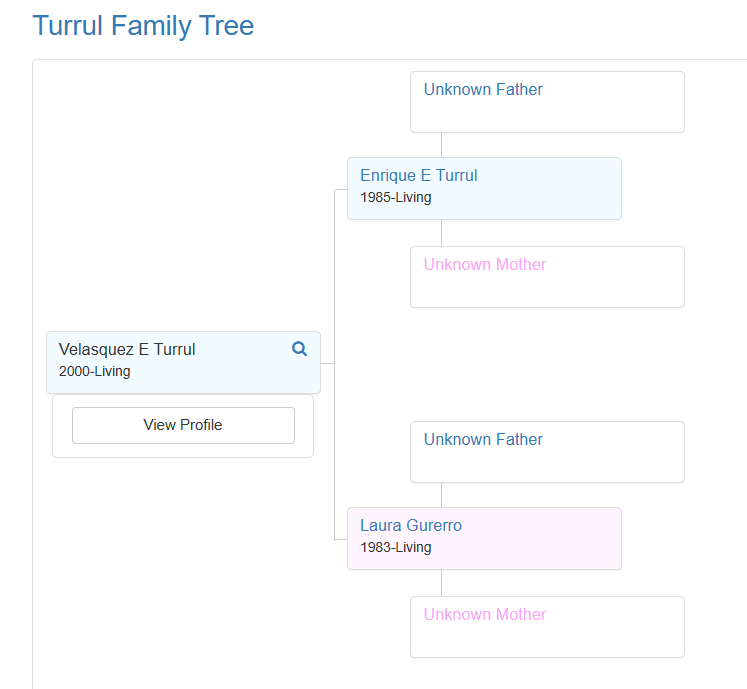 Turrul Family Tree
Unknown Father
Enrique E Turrul
1985-Living
Unknown Mother
Velasquez E Turrul
2000-Living
View Profile
Unknown Father
Laura Gurerro
1983-Living
Unknown Mother